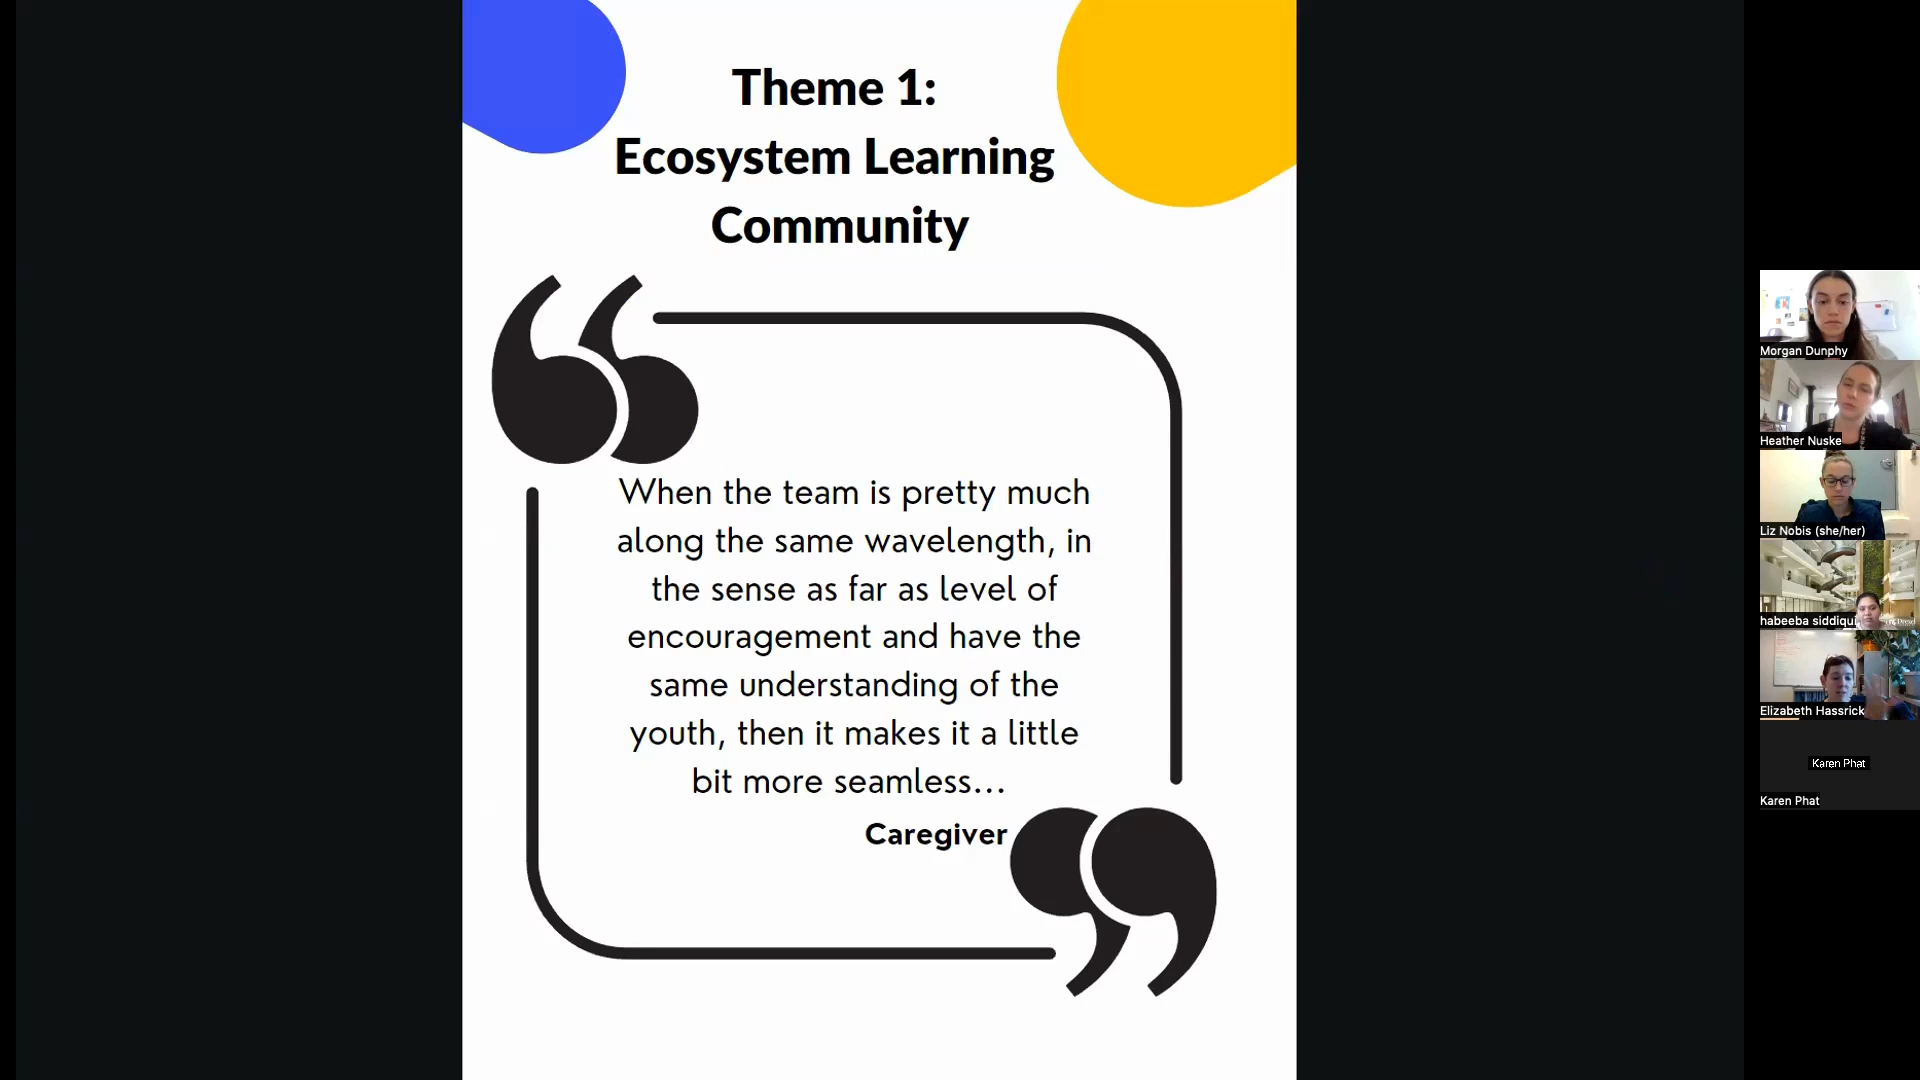 Theme 1:
Ecosystem Learning
Community
When the team is pretty much
along the same wavelength, in
the sense as far as level of
encouragement and have the
same understanding of the
youth, then it makes it a little
bit more seamless...
Caregiver
Morgan Dunphy
Heather Nuske
Liz Nobis (she/her)
habeeba siddiqui
Elizabeth Hassrick
Karen Phat
Karen Phat